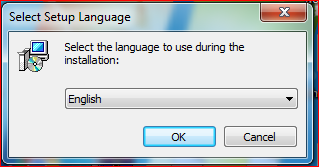 Select Setup Language
Select the language to use during the
installation:
English
OK
Cancel